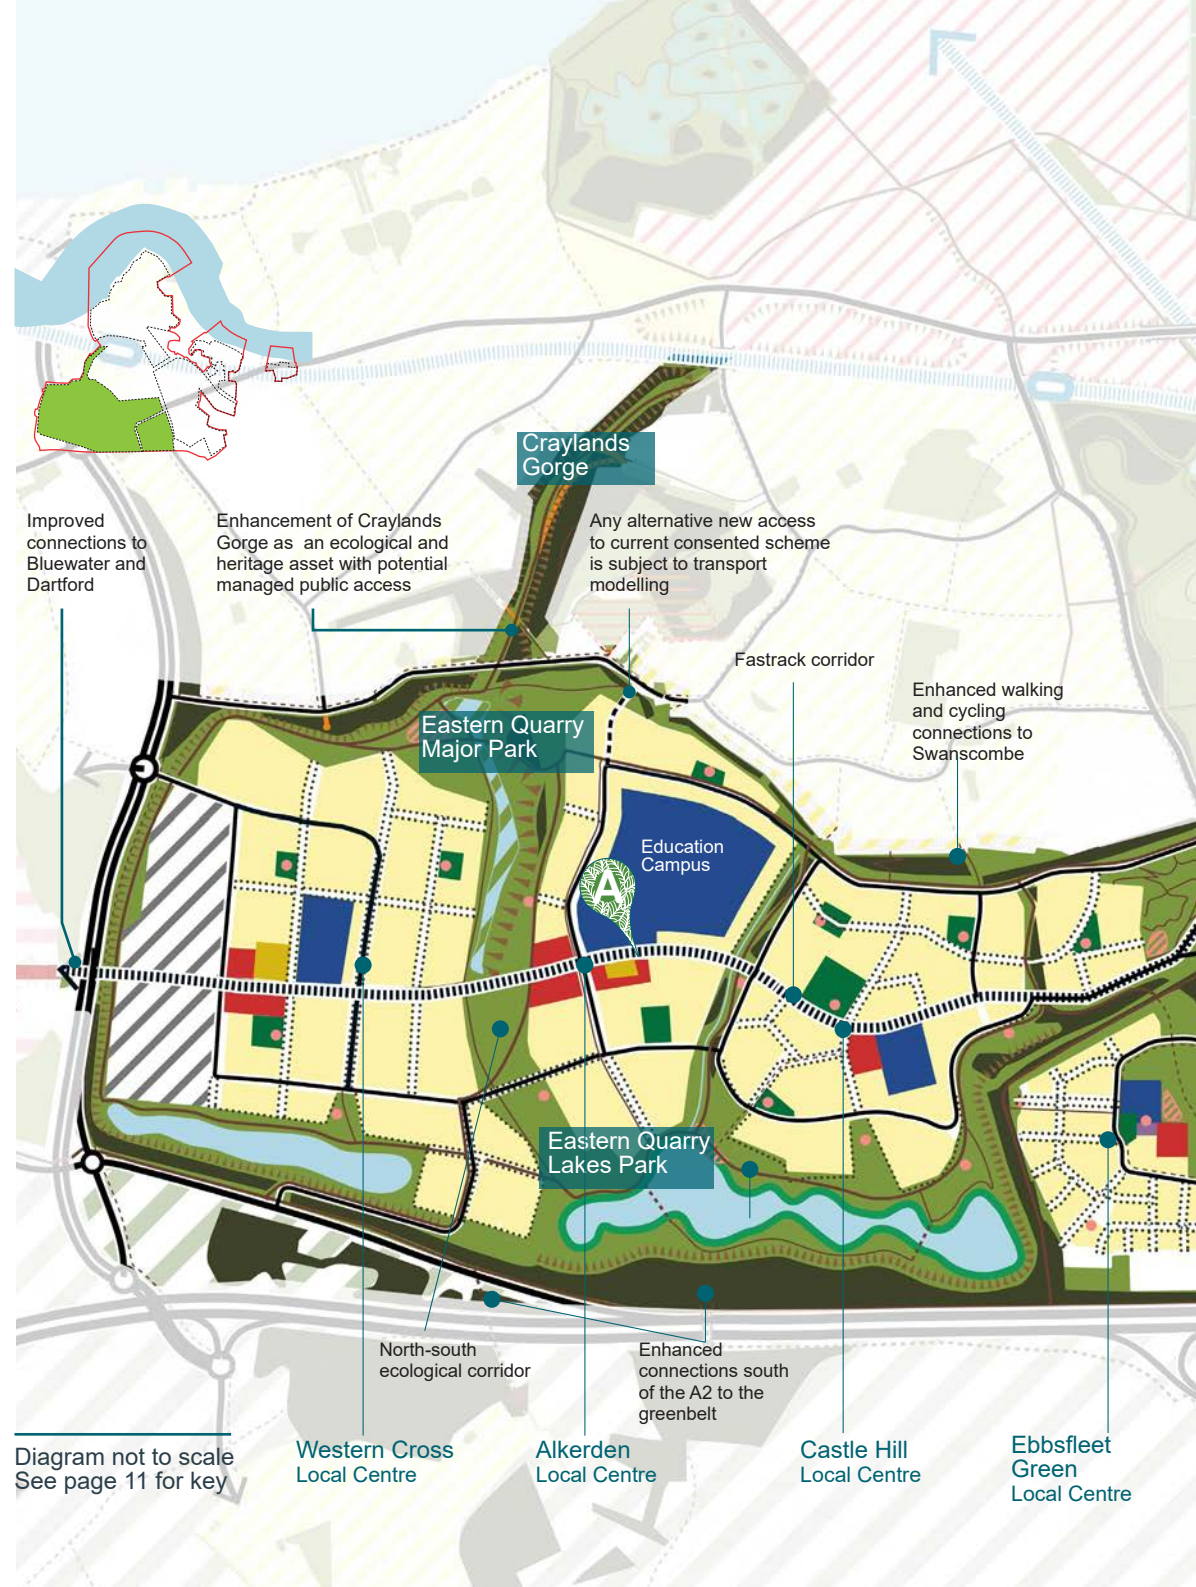 Craylands
Gorge
Improved
connections to
Bluewater and
Dartford
Enhancement of Craylands
Gorge as an ecological and
heritage asset with potential
managed public access
Any alternative new access
to current consented scheme
is subject to transport
modelling
Fastrack corridor
Enhanced walking
and cycling
connections to
Swanscombe
Eastern Quarry
Major Park
Education
Campus
A
Eastern Quarry
Lakes Park
North-south
ecological corridor
Enhanced
connections south
of the A2 to the
greenbelt
Diagram not to scale
See page 11 for key
Western Cross
Local Centre
Alkerden
Local Centre
Castle Hill
Local Centre
Ebbsfleet
Green
Local Centre